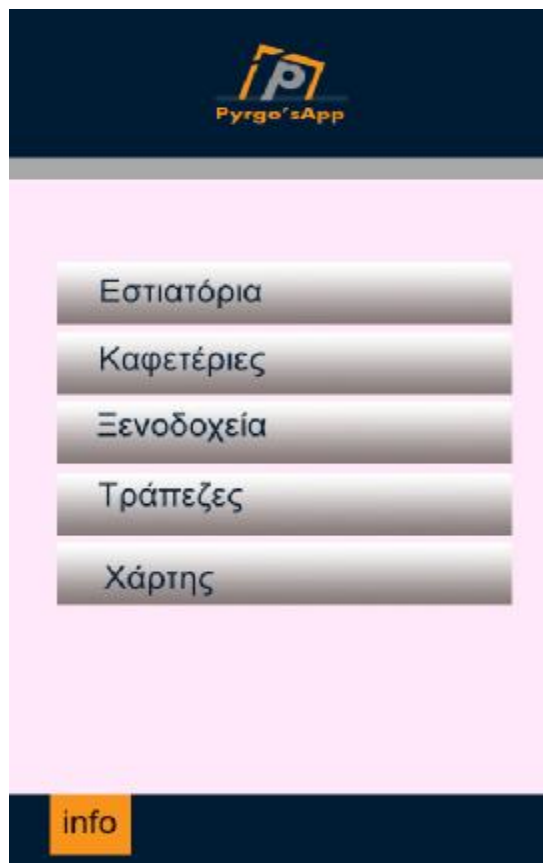 Pyrgo'sApp
Εστιατόρια
Καφετέριες
Ξενοδοχεία
Τράπεζες
Χάρτης
info